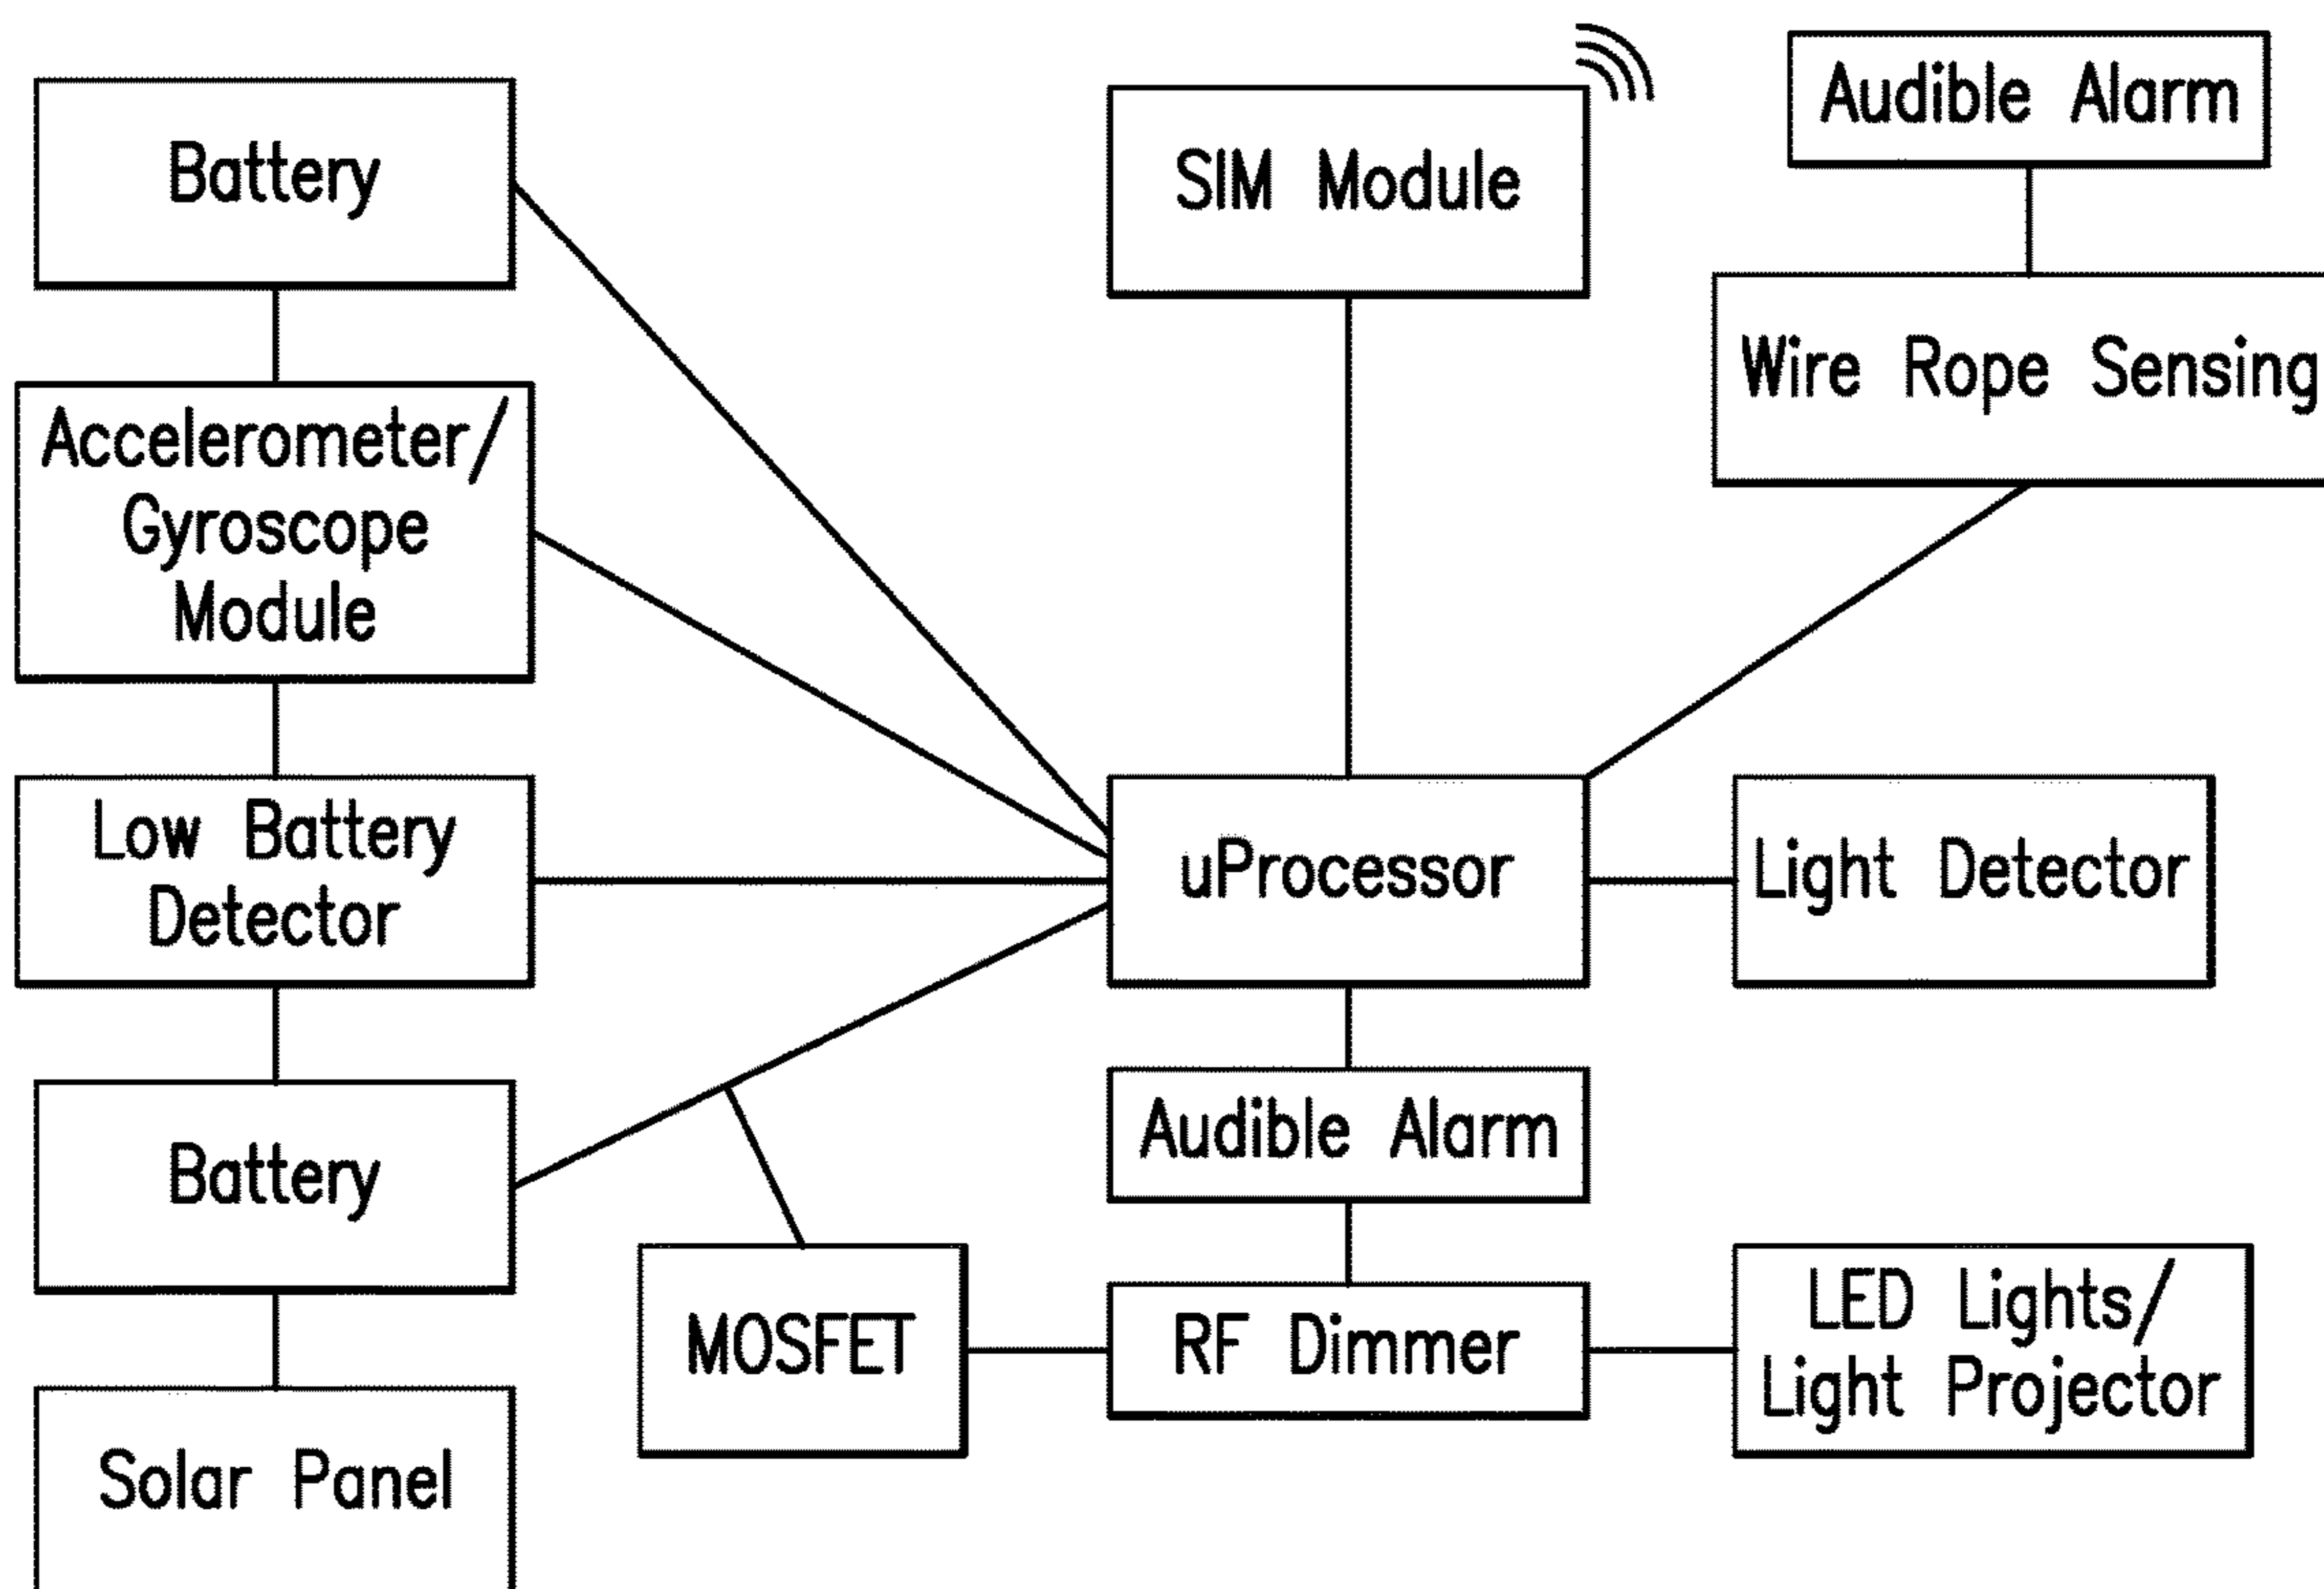 Battery
SIM Module
Audible Alarm
Wire Rope Sensing
Accelerometer/
Gyroscope
Module
Low Battery
Detector
uProcessor
Light Detector
Battery
Audible Alarm
MOSFET
RF Dimmer
LED Lights/
Light Projector
Solar Panel